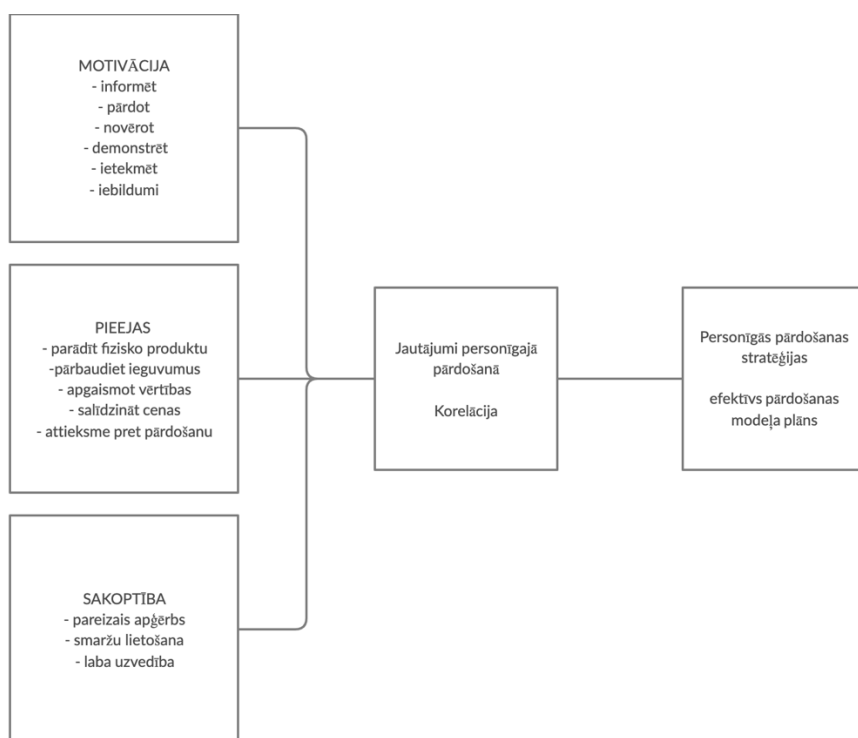 MOTIVĀCIJA
- informēt
- pārdot
- novērot
- demonstrēt
- ietekmēt
- iebildumi
PIEEJAS
- parādīt fizisko produktu
-pārbaudiet ieguvumus
- apgaismot vērtības
- salīdzināt cenas
- attieksme pret pārdošanu
SAKOPTĪBA
- pareizais apģērbs
- smaržu lietošana
- laba uzvedība
Jautājumi personīgajā
pārdošanā
Korelācija
Personīgās pārdošanas
stratēģijas
efektīvs pārdošanas
modeļa plāns